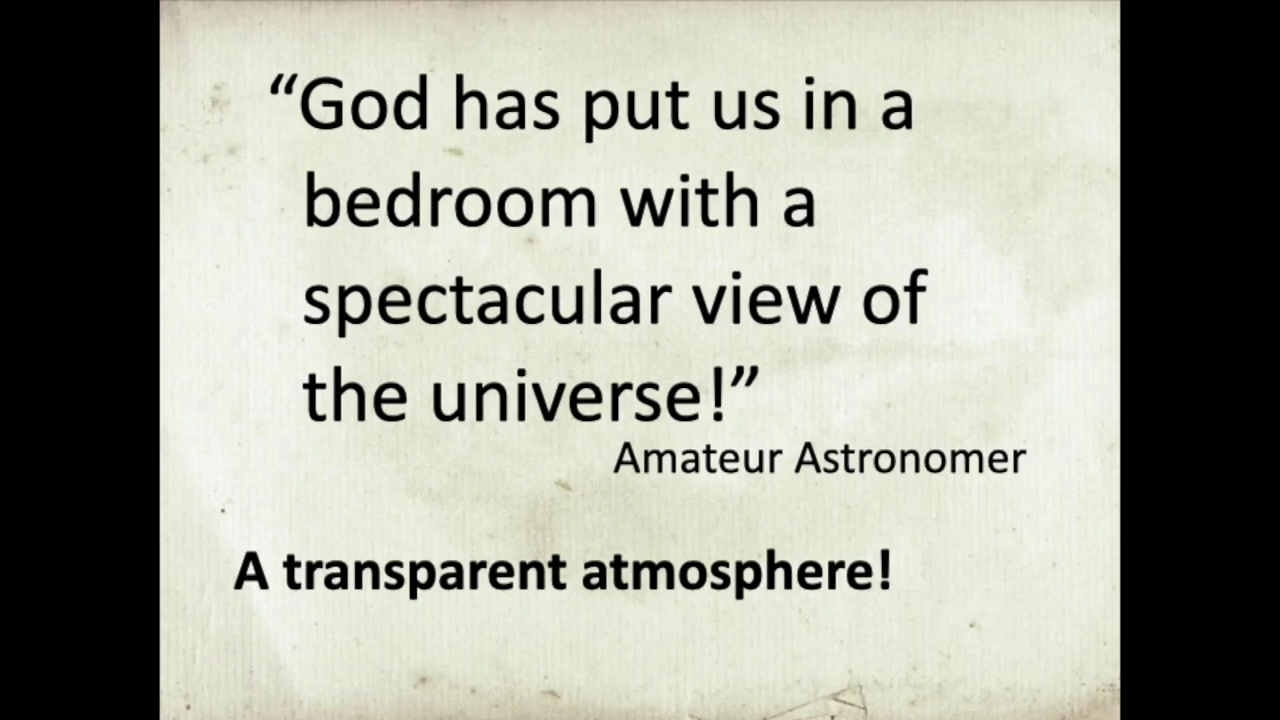 “God has put us in a
bedroom with a
spectacular view of
the universe!”
Amateur Astronomer
A transparent atmosphere!